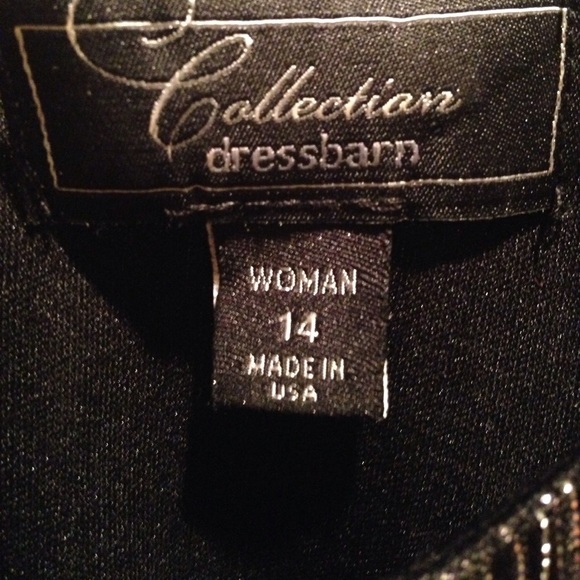 Collection
dressbarn
WOMAN
14
MADE IN
USA